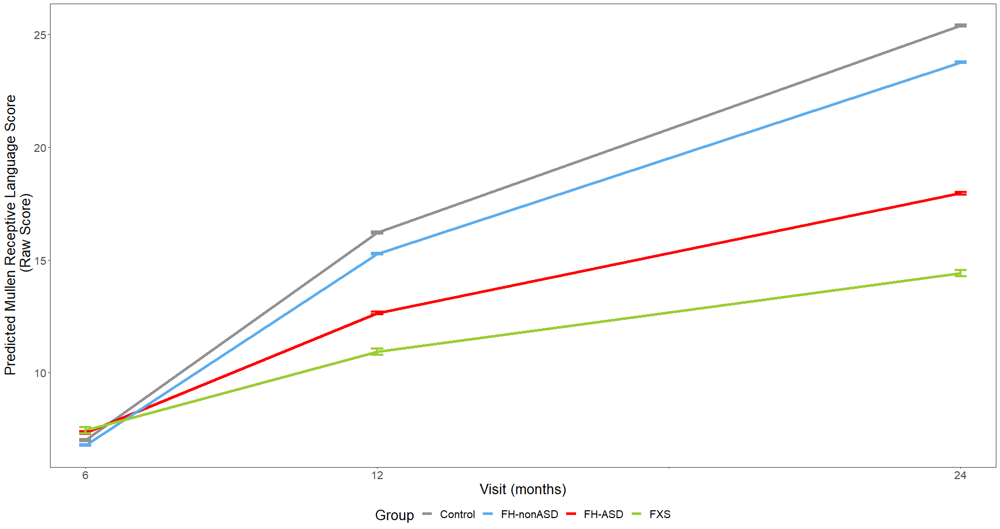 Predicted Mullen Receptive Language Score
(Raw Score)
25
20
15
10
6 12 24
Visit (months)
Group Control FH-nonASD FH-ASD FXS